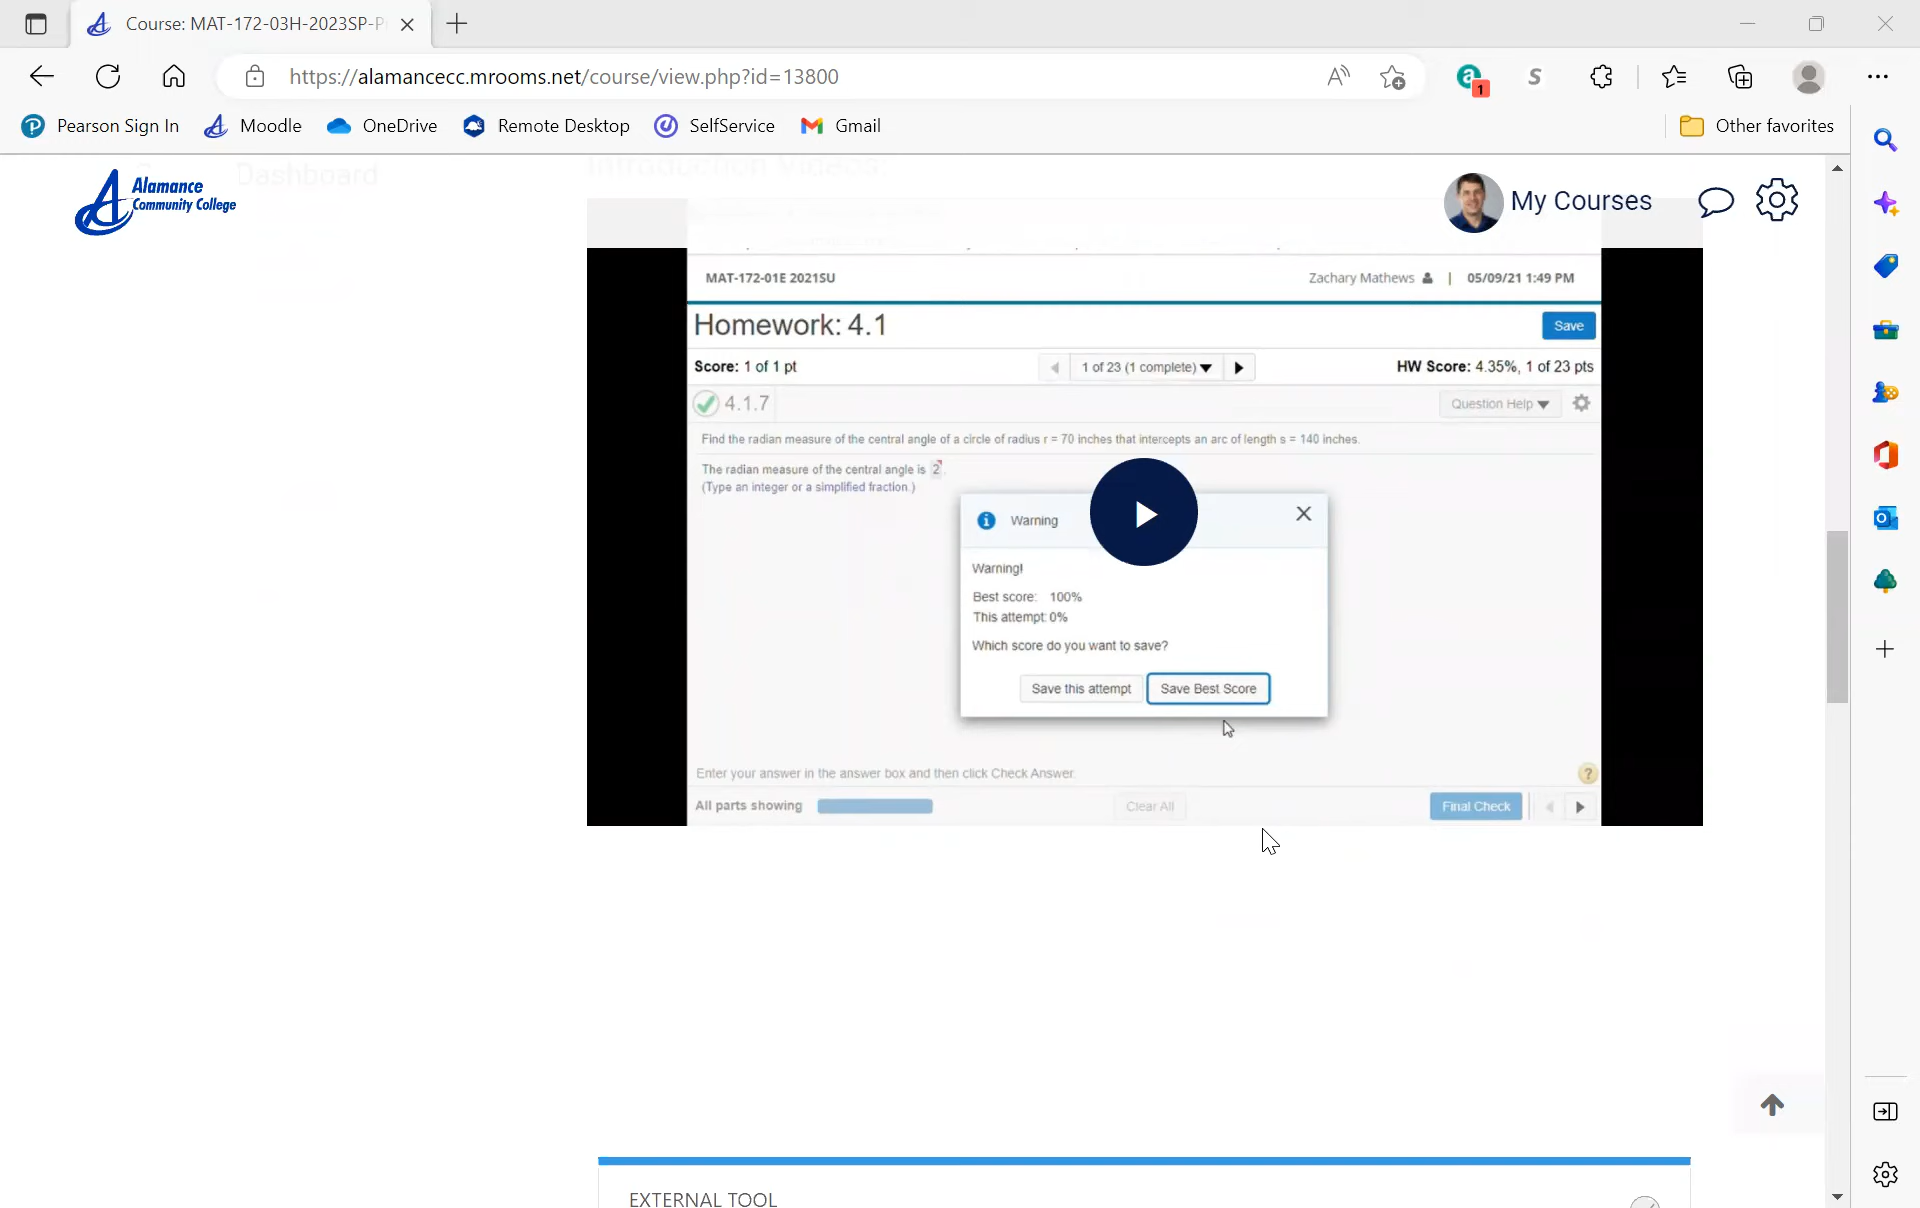 Course: MAT-172-03H-2023SP-P
https://alamancecc.mrooms.net/course/view.php?id=13800
1
Pearson Sign In
Moodle
OneDrive
Remote Desktop
SelfService
Gmail
Other favorites
Dashboard
Introduction Videos:
Alamance
Community College
My Courses
MAT-172-01E 2021SU
Zachary Mathews | 05/09/21 1:49 PM
Homework: 4.1
Save
Score: 1 of 1 pt
1 of 23 (1 complete)
HW Score: 4.35%, 1 of 23 pts
4.1.7
Question Help
Find the radian measure of the central angle of a circle of radius r = 70 inches that intercepts an arc of length s = 140 inches.
The radian measure of the central angle is 2.
(Type an integer or a simplified fraction.)
Warning
Warning!
Best score: 100%
This attempt: 0%
Which score do you want to save?
Save this attempt
Save Best Score
Enter your answer in the answer box and then click Check Answer.
?
All parts showing
Clear All
Final Check
EXTERNAL TOOL